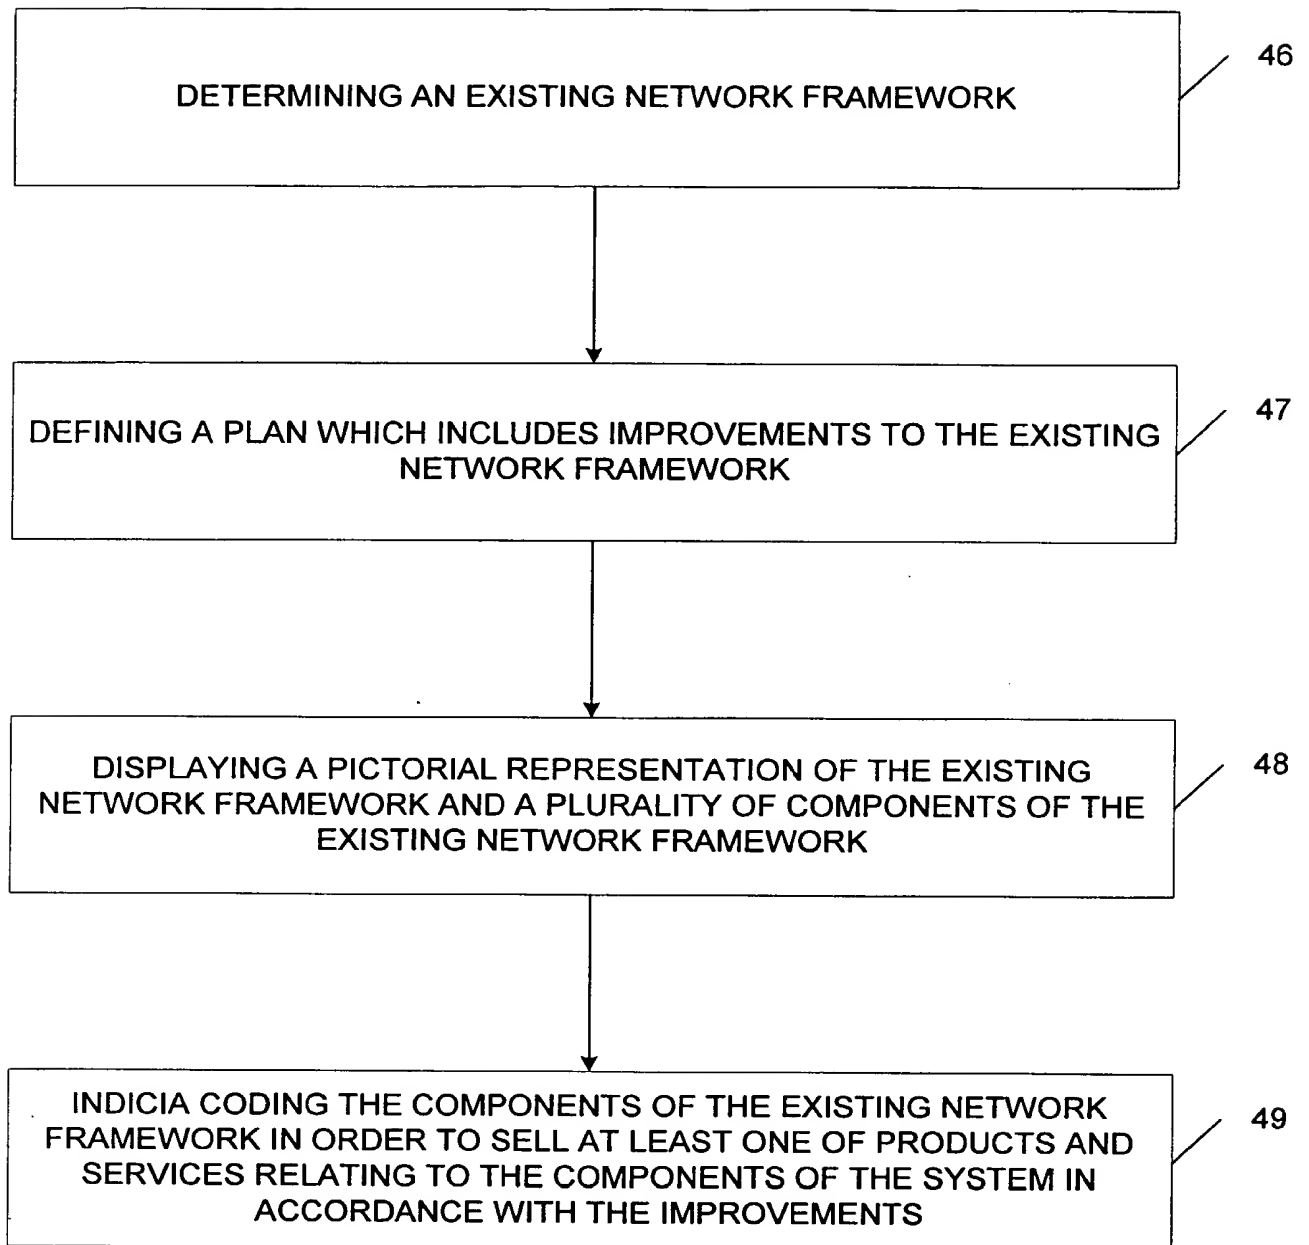 DETERMINING AN EXISTING NETWORK FRAMEWORK
46
DEFINING A PLAN WHICH INCLUDES IMPROVEMENTS TO THE EXISTING
NETWORK FRAMEWORK
47
DISPLAYING A PICTORIAL REPRESENTATION OF THE EXISTING
NETWORK FRAMEWORK AND A PLURALITY OF COMPONENTS OF THE
EXISTING NETWORK FRAMEWORK
48
INDICIA CODING THE COMPONENTS OF THE EXISTING NETWORK
FRAMEWORK IN ORDER TO SELL AT LEAST ONE OF PRODUCTS AND
SERVICES RELATING TO THE COMPONENTS OF THE SYSTEM IN
ACCORDANCE WITH THE IMPROVEMENTS
49